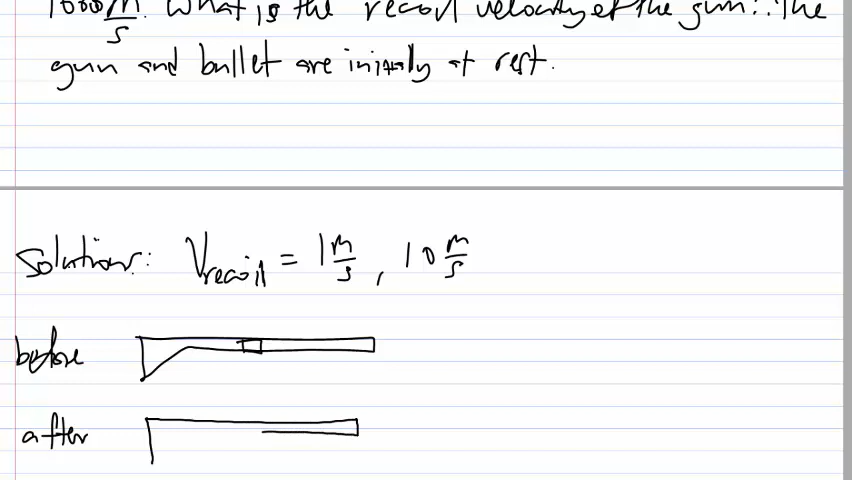 1000 m/s. What is the recoil velocity of the gun? The
gun and bullet are initially at rest.
Solution: V recoil = 1 m/s, 10 m/s
before
after